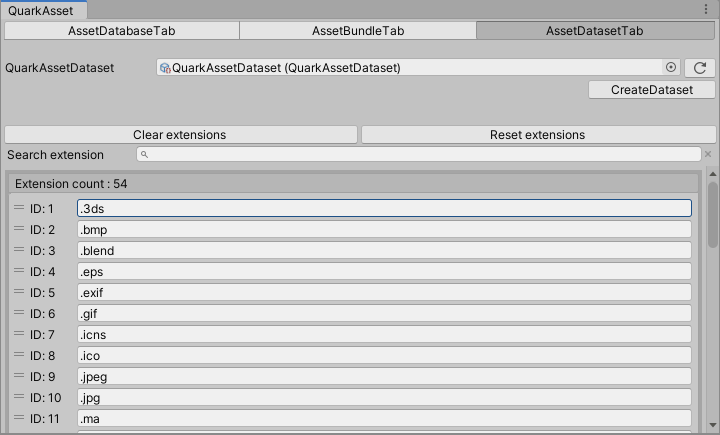 QuarkAsset
AssetDatabaseTab AssetBundleTab AssetDatasetTab
QuarkAssetDataset QuarkAssetDataset (QuarkAssetDataset)
CreateDataset
Clear extensions Reset extensions
Search extension
Extension count : 54
ID: 1 .3ds
ID: 2 .bmp
ID: 3 .blend
ID: 4 .eps
ID: 5 .exif
ID: 6 .gif
ID: 7 .icns
ID: 8 .ico
ID: 9 .jpeg
ID: 10 .jpg
ID: 11 .ma